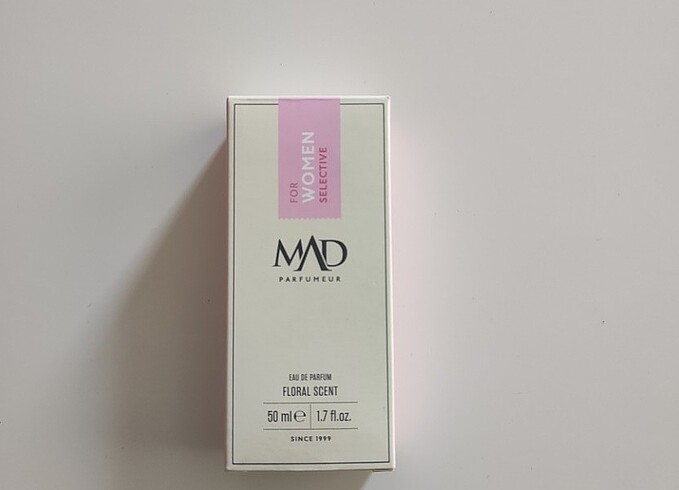 FOR
WOMEN
SELECTIVE
MAD
PARFUMEUR
EAU DE PARFUM
FLORAL SCENT
50 ml ℮ 1.7 fl.oz.
SINCE 1999